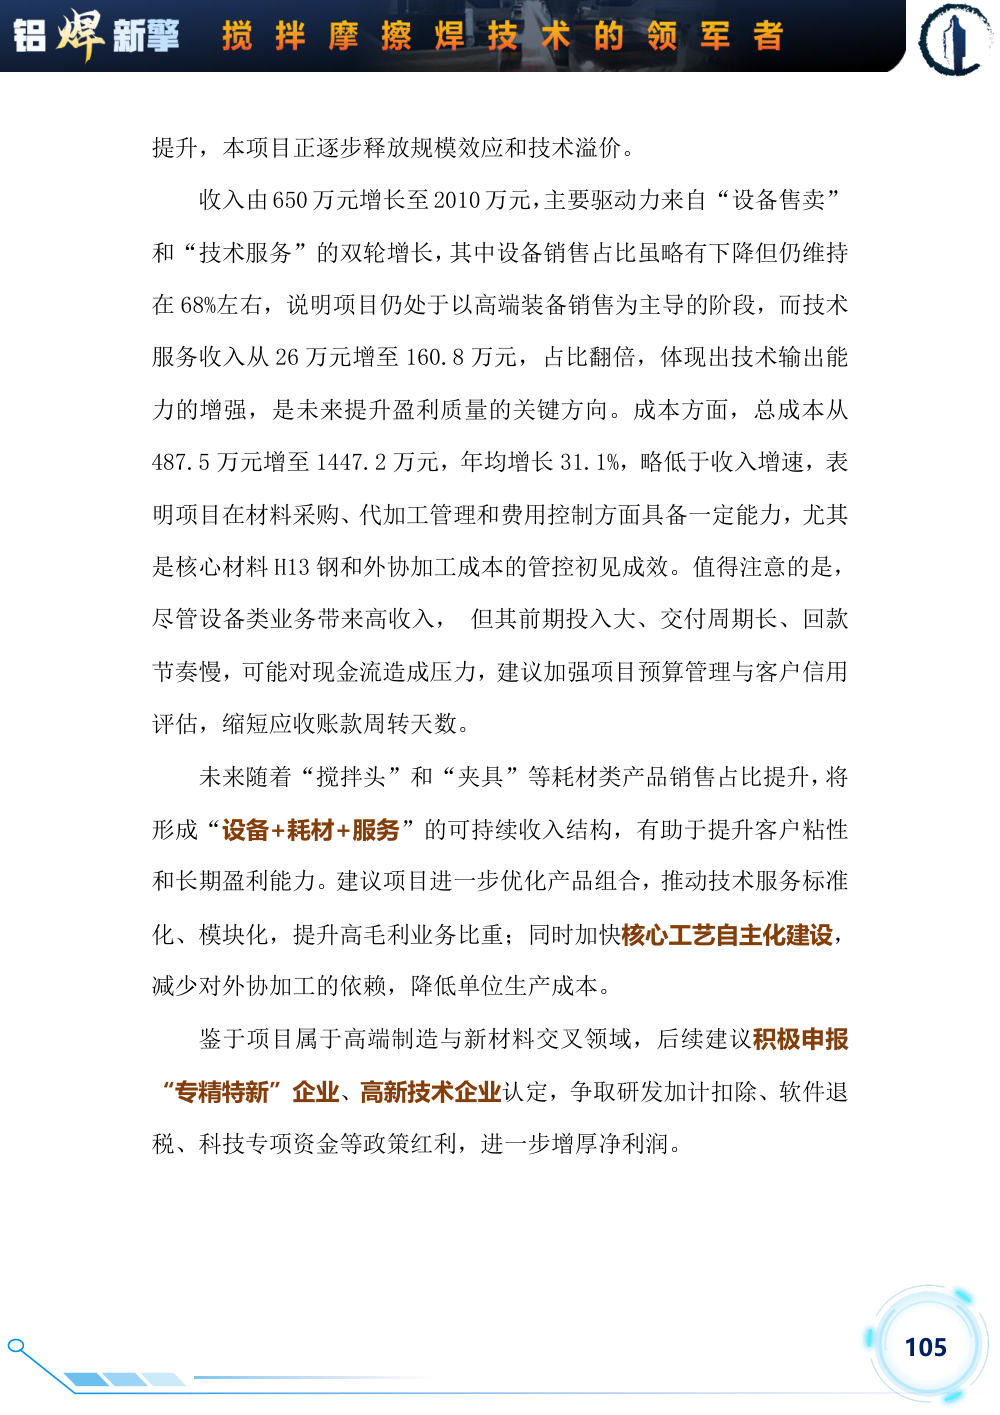 铝焊新擎 搅拌摩擦焊技术的领军者
提升，本项目正逐步释放规模效应和技术溢价。
收入由 650 万元增长至 2010 万元，主要驱动力来自“设备售卖”
和“技术服务”的双轮增长，其中设备销售占比虽略有下降但仍维持
在 68%左右，说明项目仍处于以高端装备销售为主导的阶段，而技术
服务收入从 26 万元增至 160.8 万元，占比翻倍，体现出技术输出能
力的增强，是未来提升盈利质量的关键方向。成本方面，总成本从
487.5 万元增至 1447.2 万元，年均增长 31.1%，略低于收入增速，表
明项目在材料采购、代加工管理和费用控制方面具备一定能力，尤其
是核心材料 H13 钢和外协加工成本的管控初见成效。值得注意的是，
尽管设备类业务带来高收入， 但其前期投入大、交付周期长、回款
节奏慢，可能对现金流造成压力，建议加强项目预算管理与客户信用
评估，缩短应收账款周转天数。
未来随着“搅拌头”和“夹具”等耗材类产品销售占比提升，将
形成“设备+耗材+服务”的可持续收入结构，有助于提升客户粘性
和长期盈利能力。建议项目进一步优化产品组合，推动技术服务标准
化、模块化，提升高毛利业务比重；同时加快核心工艺自主化建设，
减少对外协加工的依赖，降低单位生产成本。
鉴于项目属于高端制造与新材料交叉领域，后续建议积极申报
“专精特新”企业、高新技术企业认定，争取研发加计扣除、软件退
税、科技专项资金等政策红利，进一步增厚净利润。
105